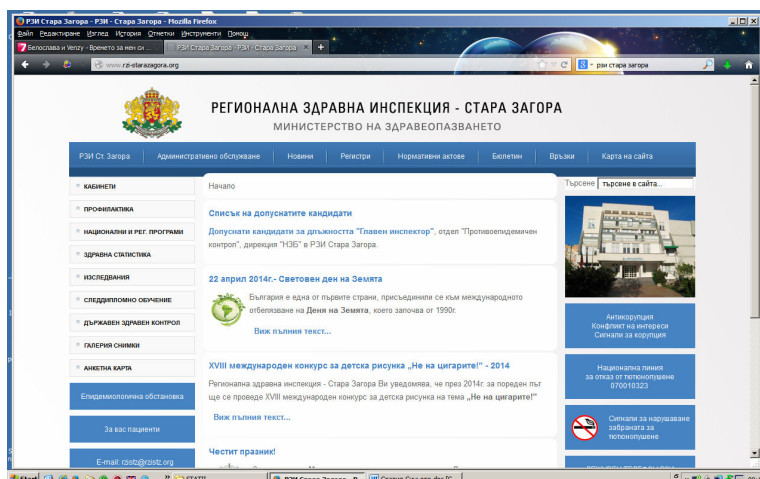 РЗИ Стара Загора - РЗИ - Стара Загора - Mozilla Firefox
Файл Редактиране Изглед История Отметки Инструменти Помощ
Белослава и Venzy - Времето за мен си ...
РЗИ Стара Загора - РЗИ - Стара Загора
www.rzi-starazagora.org
рзи стара загора
РЕГИОНАЛНА ЗДРАВНА ИНСПЕКЦИЯ - СТАРА ЗАГОРА
МИНИСТЕРСТВО НА ЗДРАВЕОПАЗВАНЕТО
РЗИ Ст. Загора Административно обслужване Новини Регистри Нормативни актове Бюлетин Връзки Карта на сайта
КАБИНЕТИ
ПРОФИЛАКТИКА
НАЦИОНАЛНИ И РЕГ. ПРОГРАМИ
ЗДРАВНА СТАТИСТИКА
ИЗСЛЕДВАНИЯ
СЛЕДДИПЛОМНО ОБУЧЕНИЕ
ДЪРЖАВЕН ЗДРАВЕН КОНТРОЛ
ГАЛЕРИЯ СНИМКИ
АНКЕТНА КАРТА
Епидемиологична обстановка
За вас пациенти
E-mail: rzistz@rzistz.org
Начало
Списък на допуснатите кандидати
Допуснати кандидати за длъжността "Главен инспектор", отдел "Противоепидемичен
контрол", дирекция "НЗБ" в РЗИ Стара Загора.
22 април 2014г.- Световен ден на Земята
България е една от първите страни, присъединили се към международното
отбелязване на Деня на Земята, което започва от 1990г.
Виж пълния текст...
XVIII международен конкурс за детска рисунка „Не на цигарите!" - 2014
Регионална здравна инспекция - Стара Загора Ви уведомява, че през 2014г. за пореден път
ще се проведе XVIII международен конкурс за детска рисунка на тема „Не на цигарите!"
Виж пълния текст...
Честит празник!
Търсене търсене в сайта...
Антикорупция
Конфликт на интереси
Сигнали за корупция
Национална линия
за отказ от тютюнопушене
070010323
Сигнали за нарушаване
забраната за
тютюнопушене
Start